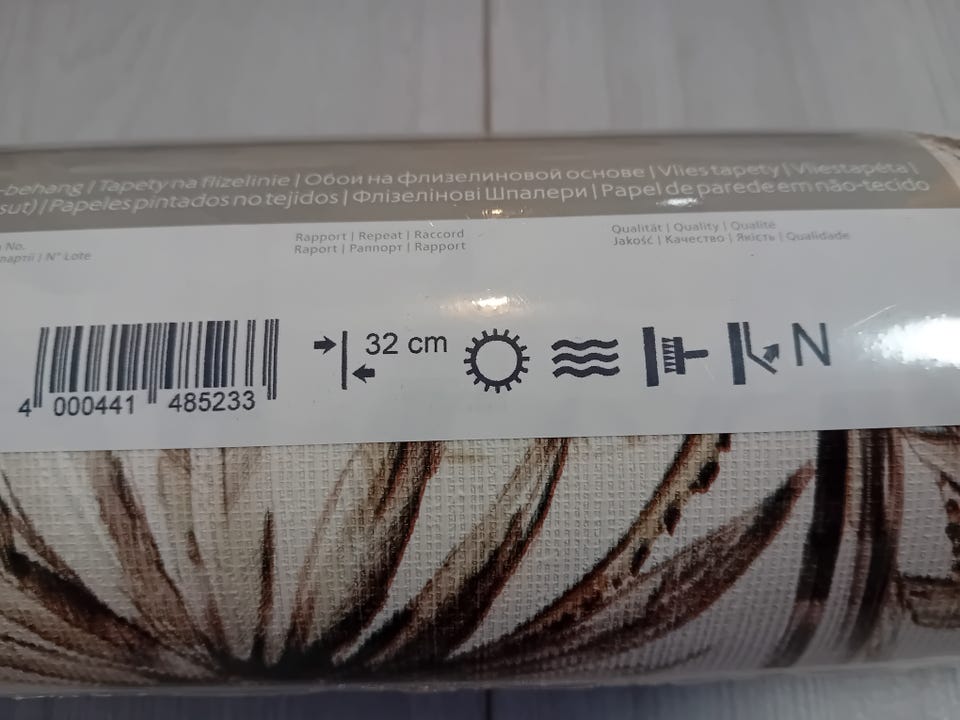 -behang | Tapety na flizelinie | Обои на флизелиновой основе | Vlies tapety | Vliestapéta |
sut) | Papeles pintados no tejidos | Флізелінові Шпалери | Papel de parede em não-tecido
No.
партії | N° Lote
Rapport | Repeat | Raccord
Raport | Раппорт | Rapport
Qualität | Quality | Qualité
Jakość | Качество | Якість | Qualidade
32 cm
N
4 000441 485233